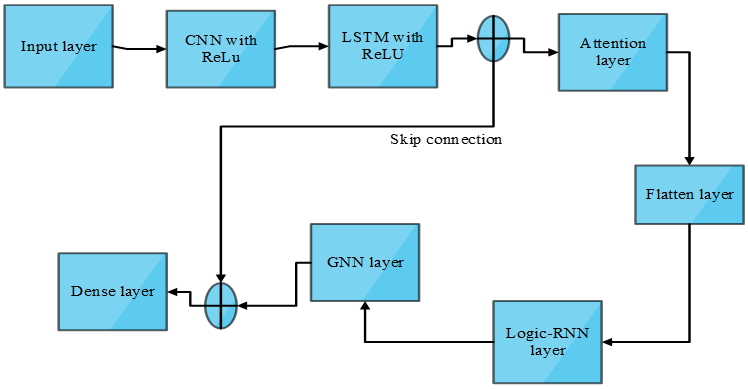 Input layer
CNN with
ReLu
LSTM with
ReLU
Attention
layer
Skip connection
Flatten layer
GNN layer
Dense layer
Logic-RNN
layer